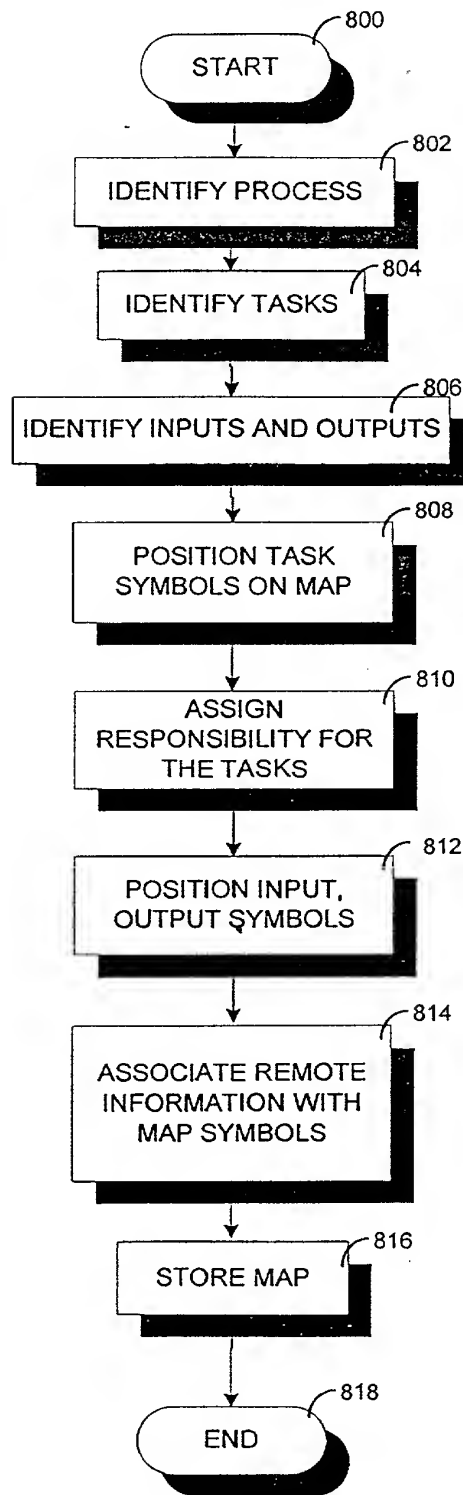 800
START
802
IDENTIFY PROCESS
804
IDENTIFY TASKS
806
IDENTIFY INPUTS AND OUTPUTS
808
POSITION TASK
SYMBOLS ON MAP
810
ASSIGN
RESPONSIBILITY FOR
THE TASKS
812
POSITION INPUT,
OUTPUT SYMBOLS
814
ASSOCIATE REMOTE
INFORMATION WITH
MAP SYMBOLS
816
STORE MAP
818
END